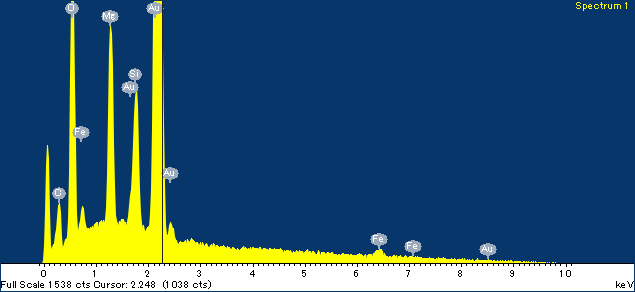 Spectrum 1
O Mg Au
Si
Au
Fe
Au
O
Fe
Fe
Au
0 1 2 3 4 5 6 7 8 9 10
Full Scale 1538 cts Cursor: 2.248 (1038 cts) keV